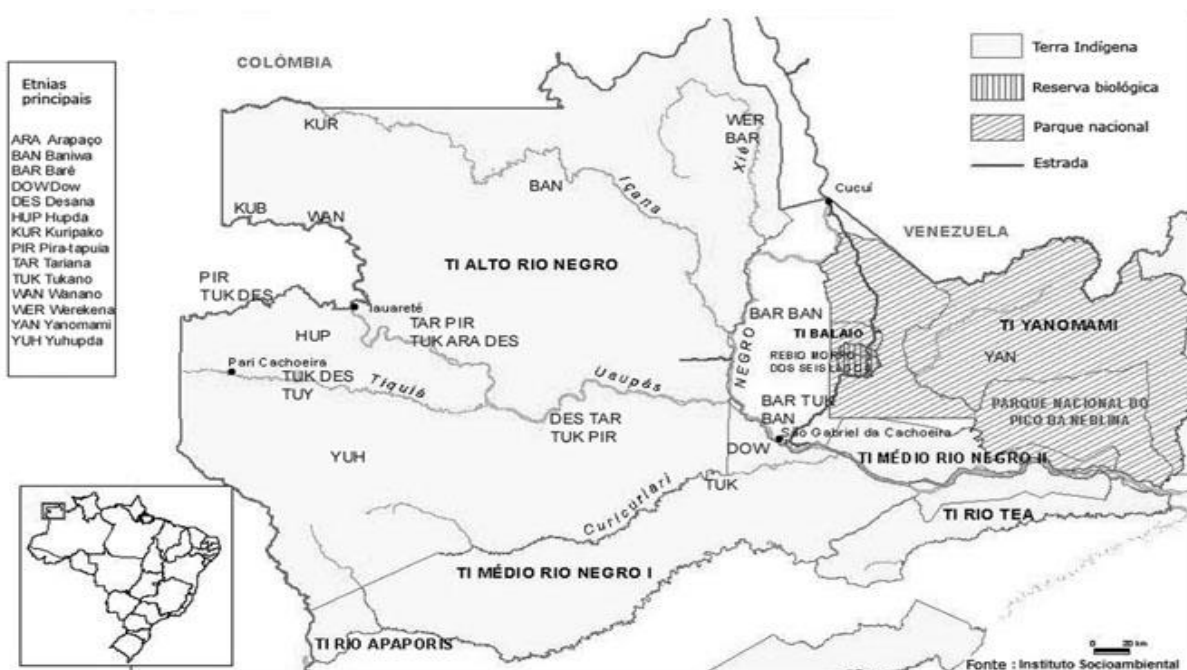 COLÔMBIA
Etnias
principais
ARA Arapaço
BAN Baniwa
BAR Baré
DOWDow
DES Desana
HUP Hupda
KUR Kuripako
PIR Pira-tapuia
TAR Tariana
TUK Tukano
WAN Wanano
WER Werekena
YAN Yanomami
YUH Yuhupda
Terra Indígena
Reserva biológica
Parque nacional
Estrada
KUR
WER
BAR
Xié
BAN
Içana
Cucuí
KUB
WAN
VENEZUELA
TI ALTO RIO NEGRO
PIR
TUK DES
Iauareté
TAR PIR
TUK ARA DES
HUP
BAR BAN
TI BALAIO
TI YANOMAMI
REBIO MORRO
DOS SEIS LAGOS
YAN
NEGRO
Pari Cachoeira
TUK DES
TUY
Tiquié
Uaupés
BAR TUK
BAN
PARQUE NACIONAL DO
PICO DA NEBLINA
DES TAR
TUK PIR
São Gabriel da Cachoeira
DOW
TI MÉDIO RIO NEGRO II
YUH
TUK
Curicuriari
TI RIO TEA
TI MÉDIO RIO NEGRO I
TI RIO APAPORIS
0 20 km
Fonte : Instituto Socioambiental